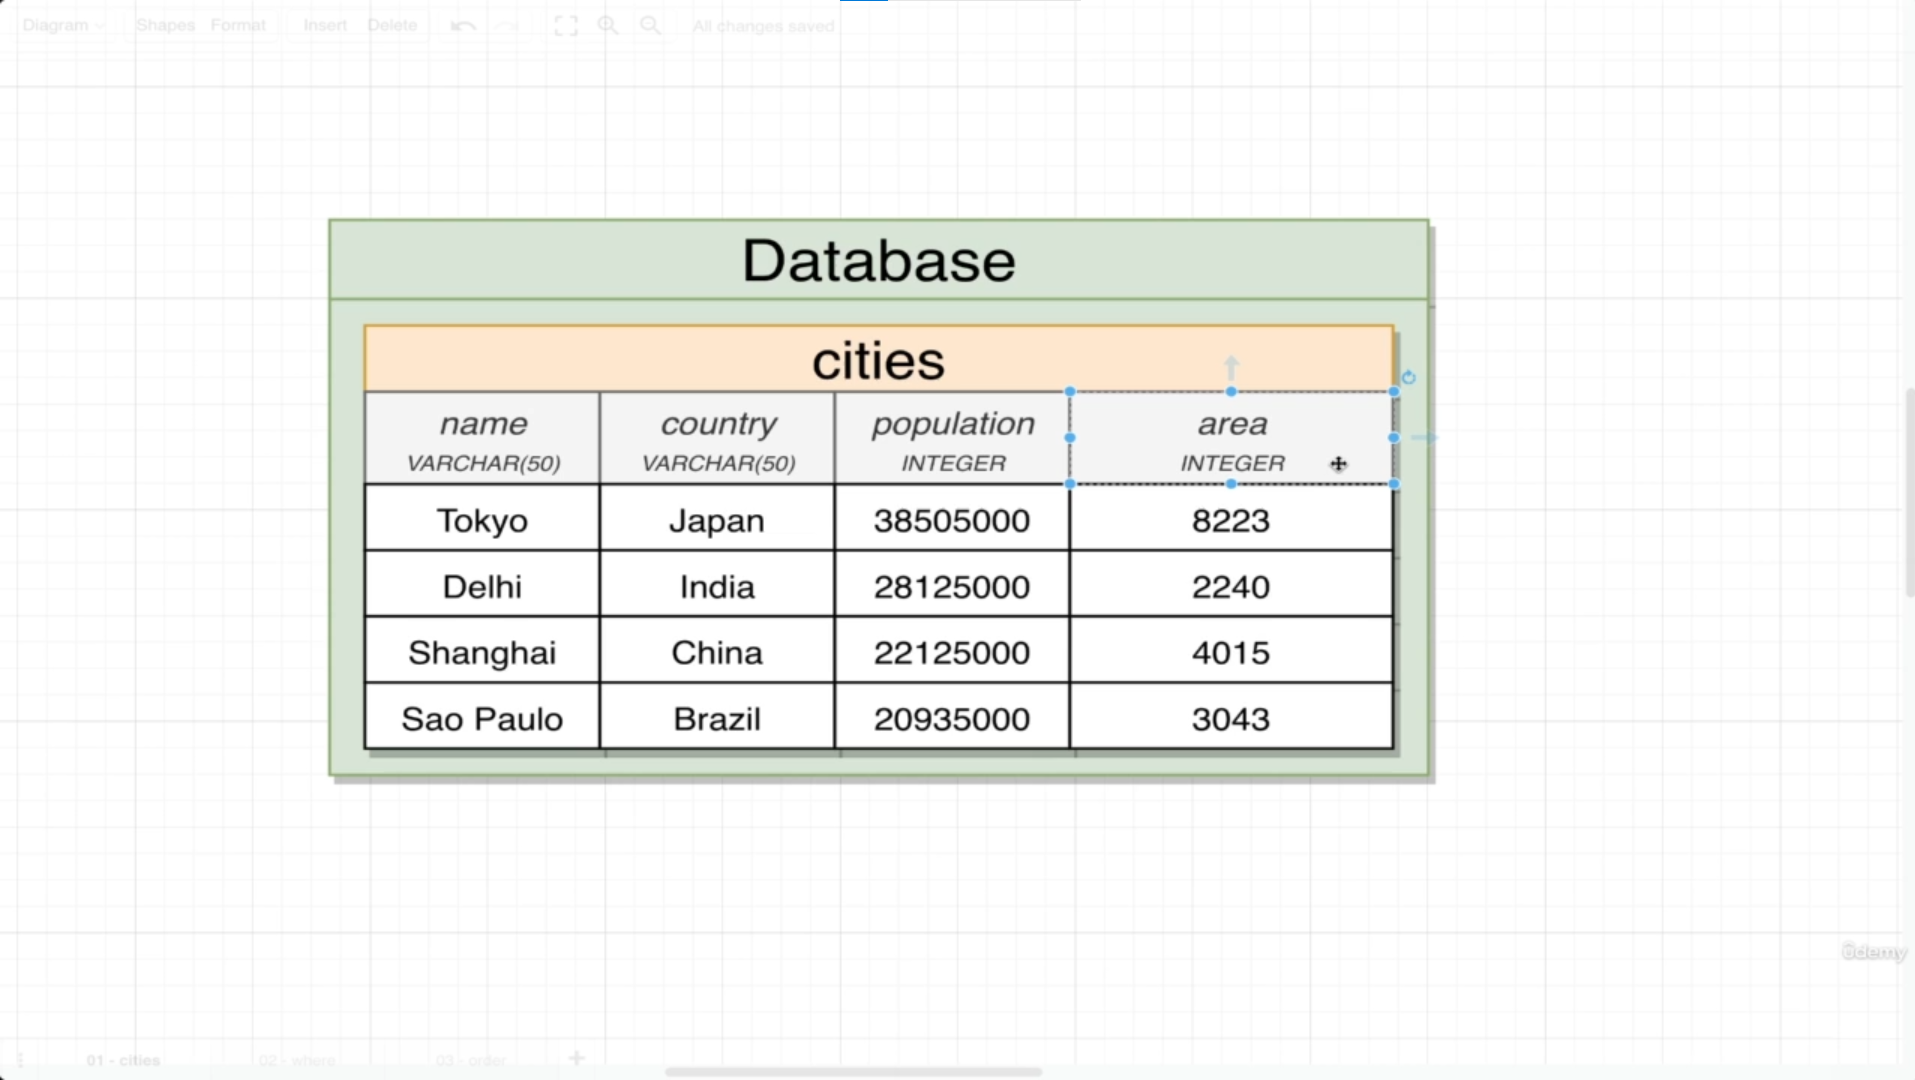 Diagram Shapes Format Insert Delete All changes saved
Database
cities
name country population area
VARCHAR(50) VARCHAR(50) INTEGER INTEGER
Tokyo Japan 38505000 8223
Delhi India 28125000 2240
Shanghai China 22125000 4015
Sao Paulo Brazil 20935000 3043
ûdemy
01 - cities 02 - where 03 - order